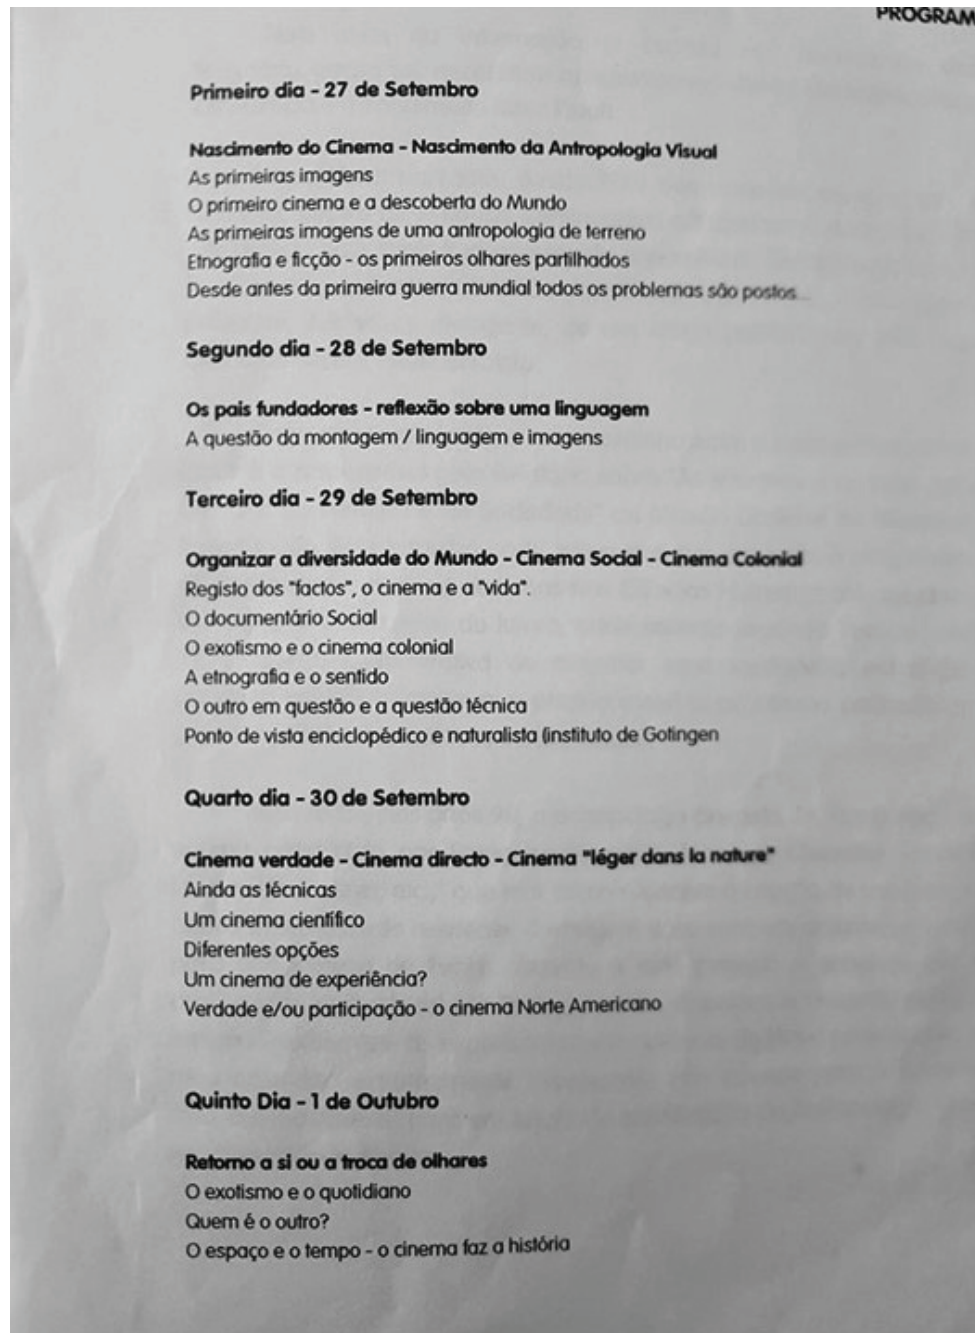 PROGRAM
Primeiro dia - 27 de Setembro
Nascimento do Cinema - Nascimento da Antropologia Visual
As primeiras imagens
O primeiro cinema e a descoberta do Mundo
As primeiras imagens de uma antropologia de terreno
Etnografia e ficção - os primeiros olhares partilhados
Desde antes da primeira guerra mundial todos os problemas são postos...
Segundo dia - 28 de Setembro
Os pais fundadores - reflexão sobre uma linguagem
A questão da montagem / linguagem e imagens
Terceiro dia - 29 de Setembro
Organizar a diversidade do Mundo - Cinema Social - Cinema Colonial
Registo dos "factos", o cinema e a "vida".
O documentário Social
O exotismo e o cinema colonial
A etnografia e o sentido
O outro em questão e a questão técnica
Ponto de vista enciclopédico e naturalista (instituto de Gotingen
Quarto dia - 30 de Setembro
Cinema verdade - Cinema directo - Cinema "léger dans la nature"
Ainda as técnicas
Um cinema científico
Diferentes opções
Um cinema de experiência?
Verdade e/ou participação - o cinema Norte Americano
Quinto Dia - 1 de Outubro
Retorno a si ou a troca de olhares
O exotismo e o quotidiano
Quem é o outro?
O espaço e o tempo - o cinema faz a história